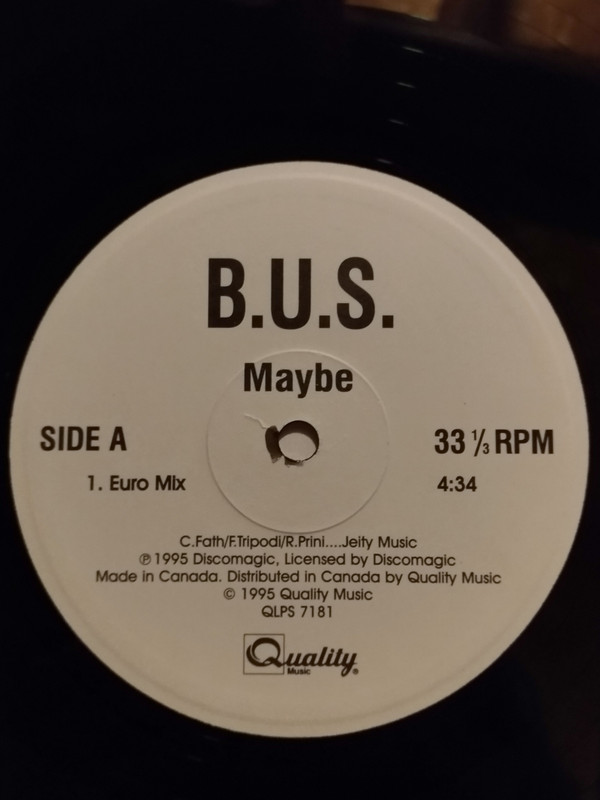 B.U.S.
Maybe
SIDE A
33 ⅓ RPM
1. Euro Mix 4:34
C.Fath/F.Tripodi/R.Prini....Jeity Music
℗ 1995 Discomagic, Licensed by Discomagic
Made in Canada. Distributed in Canada by Quality Music
© 1995 Quality Music
QLPS 7181
Quality
Music®